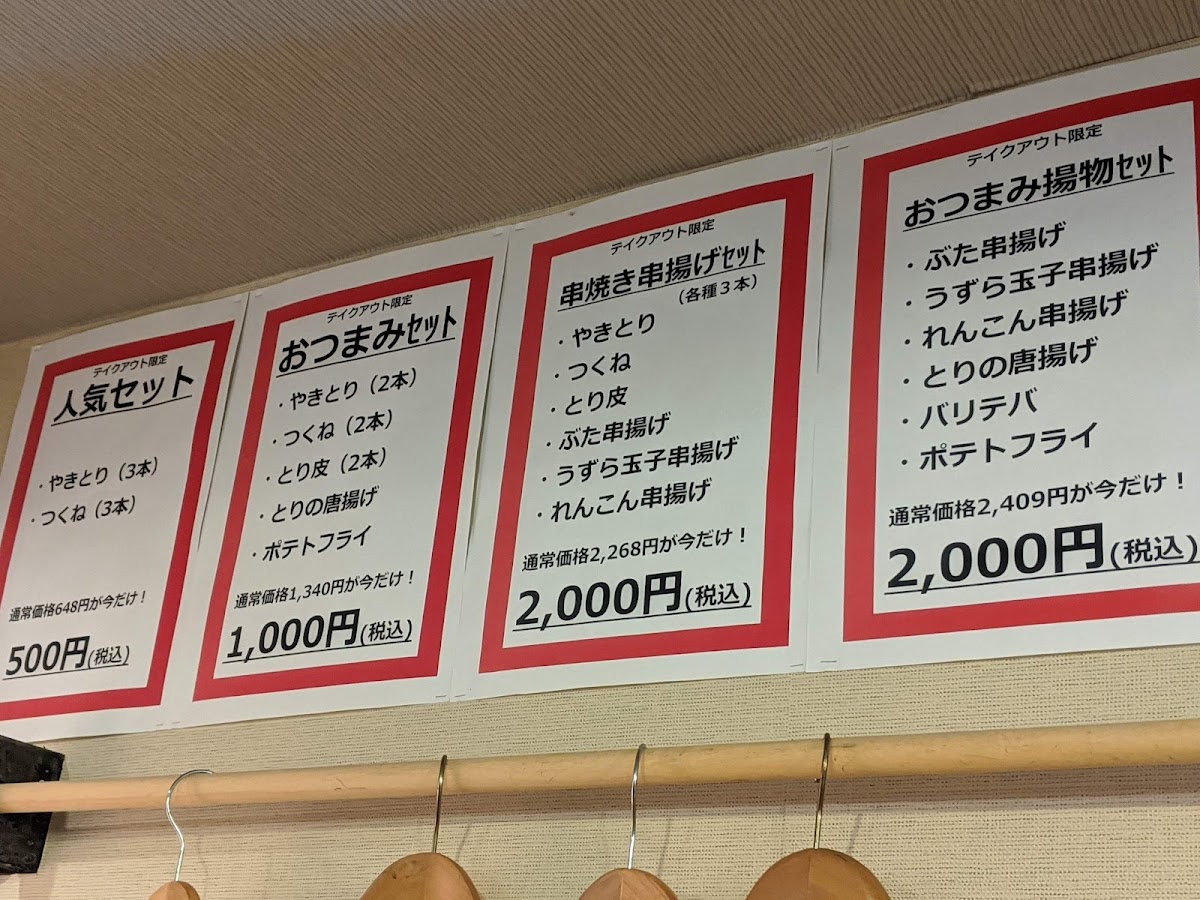 テイクアウト限定
人気セット
・やきとり（3本）
・つくね（3本）
通常価格648円が今だけ！
500円(税込)
テイクアウト限定
おつまみセット
・やきとり（2本）
・つくね（2本）
・とり皮（2本）
・とりの唐揚げ
・ポテトフライ
通常価格1,340円が今だけ！
1,000円(税込)
テイクアウト限定
串焼き串揚げセット
（各種３本）
・やきとり
・つくね
・とり皮
・ぶた串揚げ
・うずら玉子串揚げ
・れんこん串揚げ
通常価格2,268円が今だけ！
2,000円(税込)
テイクアウト限定
おつまみ揚物セット
・ぶた串揚げ
・うずら玉子串揚げ
・れんこん串揚げ
・とりの唐揚げ
・バリテバ
・ポテトフライ
通常価格2,409円が今だけ！
2,000円(税込)